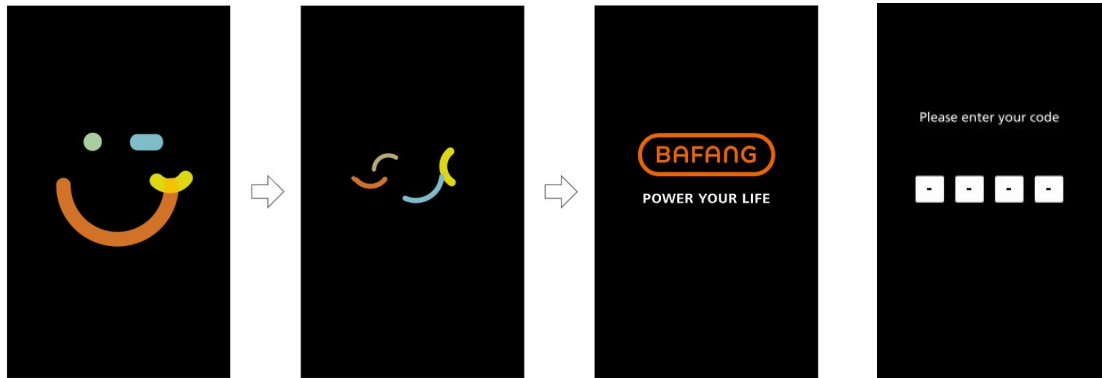 BAFANG
POWER YOUR LIFE
Please enter your code
- - - -